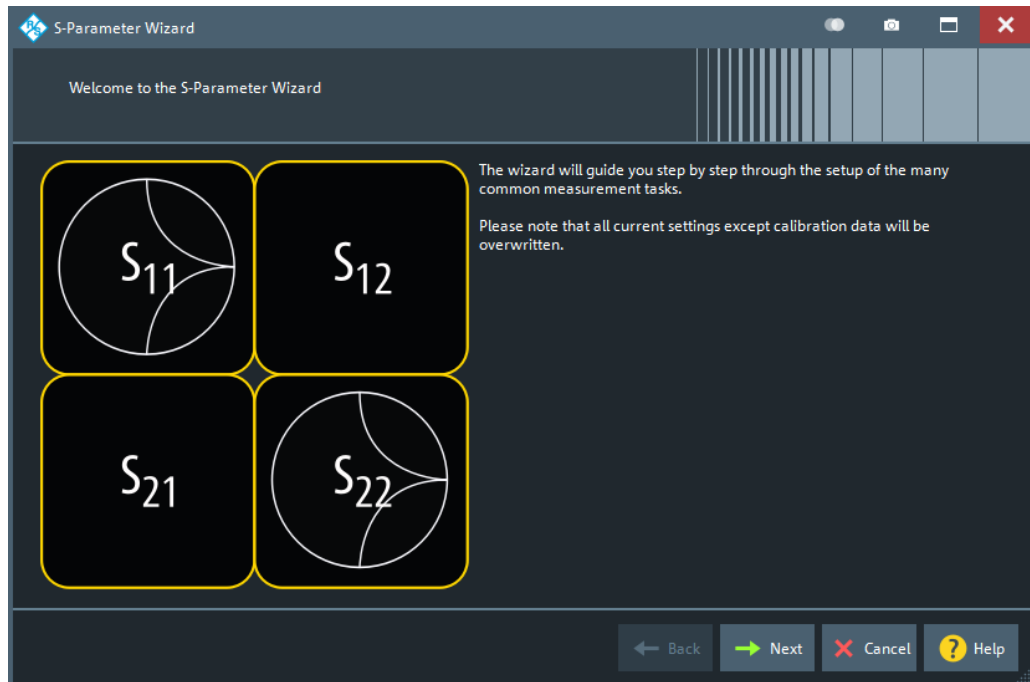 S-Parameter Wizard
Welcome to the S-Parameter Wizard
The wizard will guide you step by step through the setup of the many
common measurement tasks.
Please note that all current settings except calibration data will be
overwritten.
S11
S12
S21
S22
Back
Next
Cancel
? Help